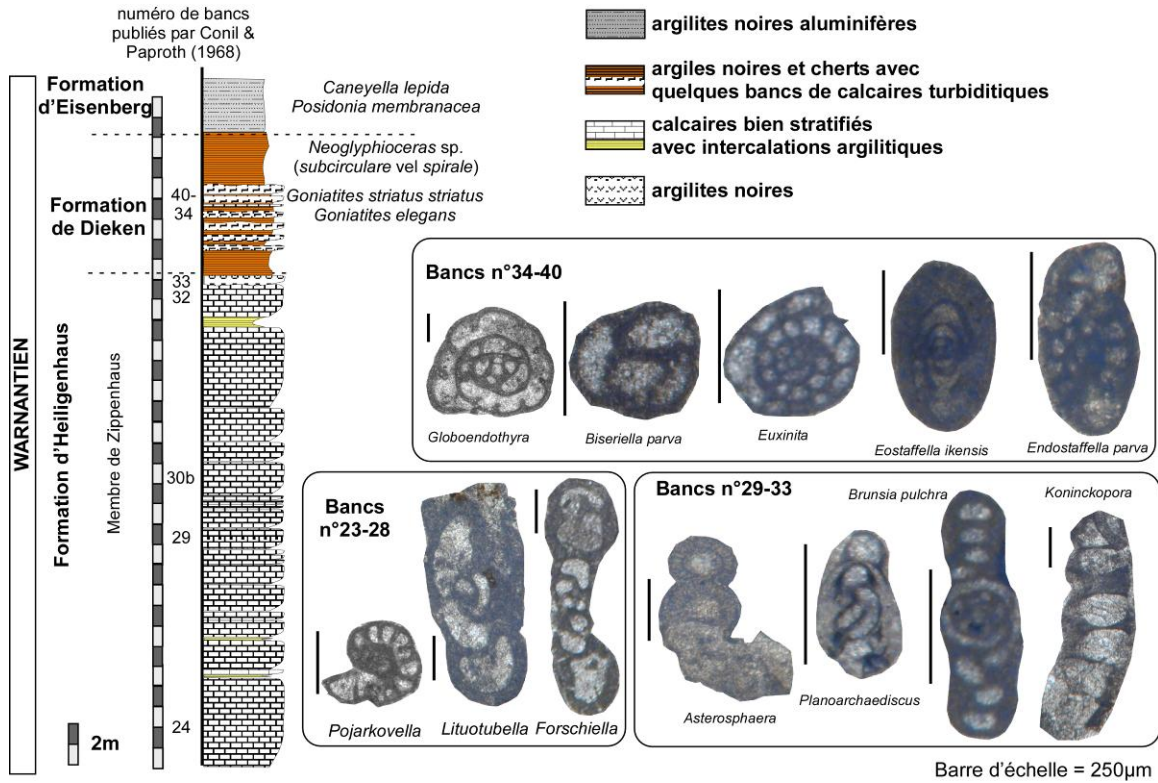 numéro de bancs
publiés par Conil &
Paproth (1968)
WARNANTIEN
Formation
d'Eisenberg
Formation
de Dieken
Formation d'Heiligenhaus
Membre de Zippenhaus
2m
40-
34
33
32
30b
29
24
Caneyella lepida
Posidonia membranacea
Neoglyphioceras sp.
(subcirculare vel spirale)
Goniatites striatus striatus
Goniatites elegans
argilites noires aluminifères
argiles noires et cherts avec
quelques bancs de calcaires turbiditiques
calcaires bien stratifiés
avec intercalations argilitiques
argilites noires
Bancs n°34-40
Globoendothyra
Biseriella parva
Euxinita
Eostaffella ikensis
Endostaffella parva
Bancs
n°23-28
Pojarkovella
Lituotubella
Forschiella
Bancs n°29-33
Asterosphaera
Planoarchaediscus
Brunsia pulchra
Koninckopora
Barre d'échelle = 250µm